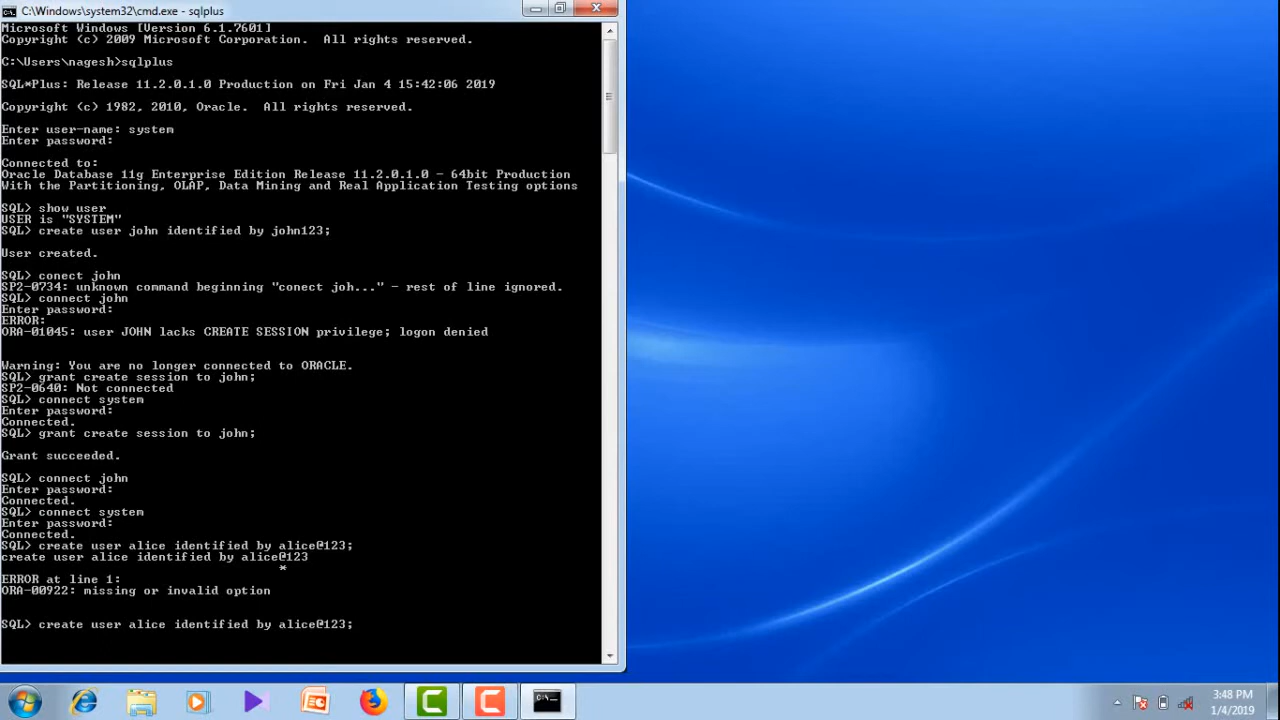 C:\Windows\system32\cmd.exe - sqlplus
Microsoft Windows [Version 6.1.7601]
Copyright (c) 2009 Microsoft Corporation.  All rights reserved.
C:\Users\nagesh>sqlplus
SQL*Plus: Release 11.2.0.1.0 Production on Fri Jan 4 15:42:06 2019
Copyright (c) 1982, 2010, Oracle.  All rights reserved.
Enter user-name: system
Enter password:
Connected to:
Oracle Database 11g Enterprise Edition Release 11.2.0.1.0 - 64bit Production
With the Partitioning, OLAP, Data Mining and Real Application Testing options
SQL> show user
USER is "SYSTEM"
SQL> create user john identified by john123;
User created.
SQL> conect john
SP2-0734: unknown command beginning "conect joh..." - rest of line ignored.
SQL> connect john
Enter password:
ERROR:
ORA-01045: user JOHN lacks CREATE SESSION privilege; logon denied
Warning: You are no longer connected to ORACLE.
SQL> grant create session to john;
SP2-0640: Not connected
SQL> connect system
Enter password:
Connected.
SQL> grant create session to john;
Grant succeeded.
SQL> connect john
Enter password:
Connected.
SQL> connect system
Enter password:
Connected.
SQL> create user alice identified by alice@123;
create user alice identified by alice@123
*
ERROR at line 1:
ORA-00922: missing or invalid option
SQL> create user alice identified by alice@123;
3:48 PM
1/4/2019